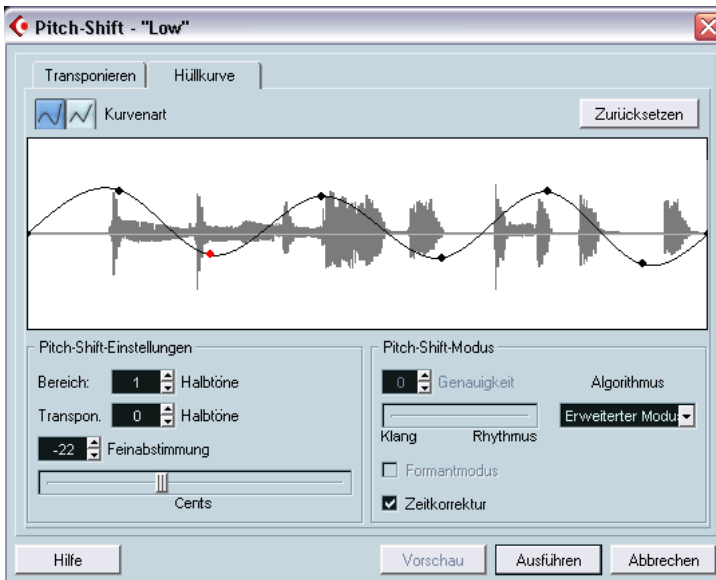 Pitch-Shift - "Low"
Transponieren
Hüllkurve
Kurvenart
Zurücksetzen
Pitch-Shift-Einstellungen
Bereich: 1 Halbtöne
Transpon. 0 Halbtöne
-22 Feinabstimmung
Cents
Pitch-Shift-Modus
0 Genauigkeit
Algorithmus
Erweiterter Modu
Klang Rhythmus
Formantmodus
Zeitkorrektur
Hilfe
Vorschau
Ausführen
Abbrechen